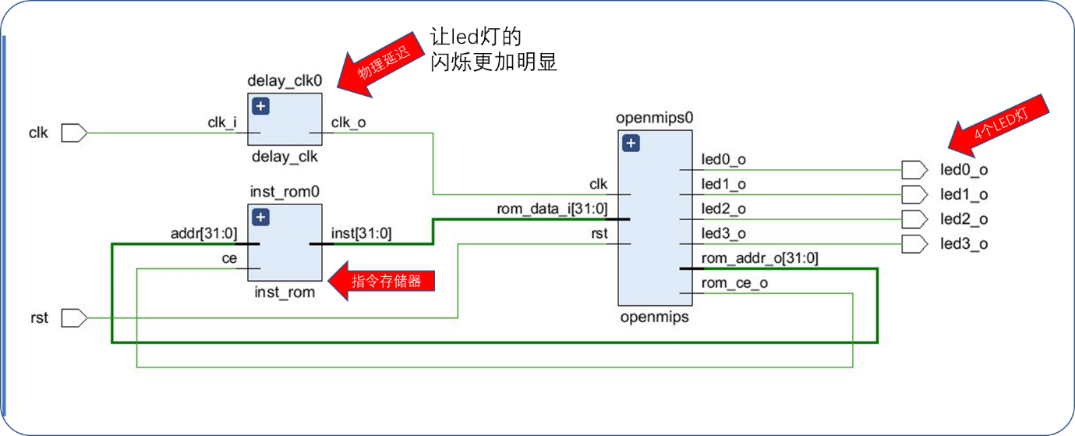 让led灯的
闪烁更加明显
物理延迟
delay_clk0
clk
clk_i
clk_o
delay_clk
openmips0
4个LED灯
inst_rom0
led0_o
led0_o
clk
led1_o
led1_o
addr[31:0]
inst[31:0]
rom_data_i[31:0]
led2_o
led2_o
rst
led3_o
led3_o
ce
rom_addr_o[31:0]
指令存储器
inst_rom
rom_ce_o
rst
openmips